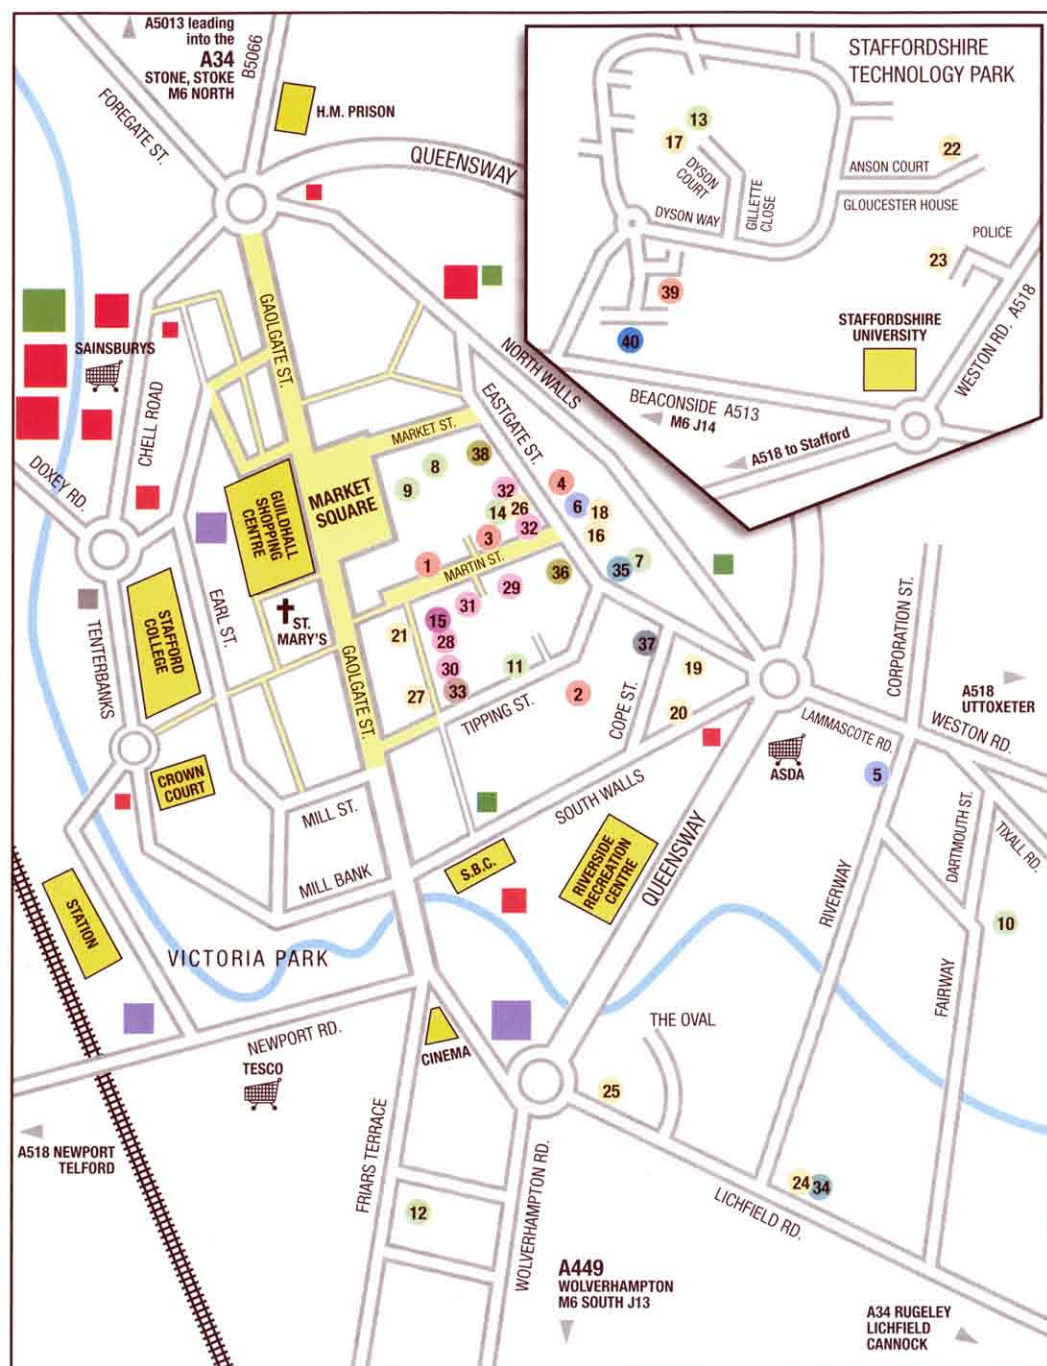 A5013 leading
into the
A34
STONE, STOKE
M6 NORTH
B5066
FOREGATE ST.
H.M. PRISON
QUEENSWAY
STAFFORDSHIRE
TECHNOLOGY PARK
13
17
22
DYSON
COURT
ANSON COURT
GILLETTE
CLOSE
DYSON WAY
GLOUCESTER HOUSE
POLICE
23
39
40
STAFFORDSHIRE
UNIVERSITY
WESTON RD. A518
BEACONSIDE A513
M6 J14
A518 to Stafford
GAOLGATE ST.
NORTH WALLS
SAINSBURYS
CHELL ROAD
EASTGATE ST.
MARKET ST.
DOXEY RD.
38
8
9
4
32
6
14
26
18
32
16
3
MARKET
SQUARE
GUILDHALL
SHOPPING
CENTRE
1
MARTIN ST.
36
35
7
29
31
15
EARL ST.
ST.
MARY'S
STAFFORD
COLLEGE
TENTERBANKS
21
28
37
30
11
19
27
33
2
20
GAOLGATE ST.
TIPPING ST.
COPE ST.
CORPORATION ST.
A518
UTTOXETER
LAMMASCOTE RD.
WESTON RD.
ASDA
5
CROWN
COURT
MILL ST.
SOUTH WALLS
QUEENSWAY
DARTMOUTH ST.
TIXALL RD.
MILL BANK
S.B.C.
RIVERSIDE
RECREATION
CENTRE
RIVERWAY
10
STATION
VICTORIA PARK
FAIRWAY
NEWPORT RD.
TESCO
CINEMA
THE OVAL
25
A518 NEWPORT
TELFORD
FRIARS TERRACE
12
WOLVERHAMPTON RD.
24
34
LICHFIELD RD.
A449
WOLVERHAMPTON
M6 SOUTH J13
A34 RUGELEY
LICHFIELD
CANNOCK